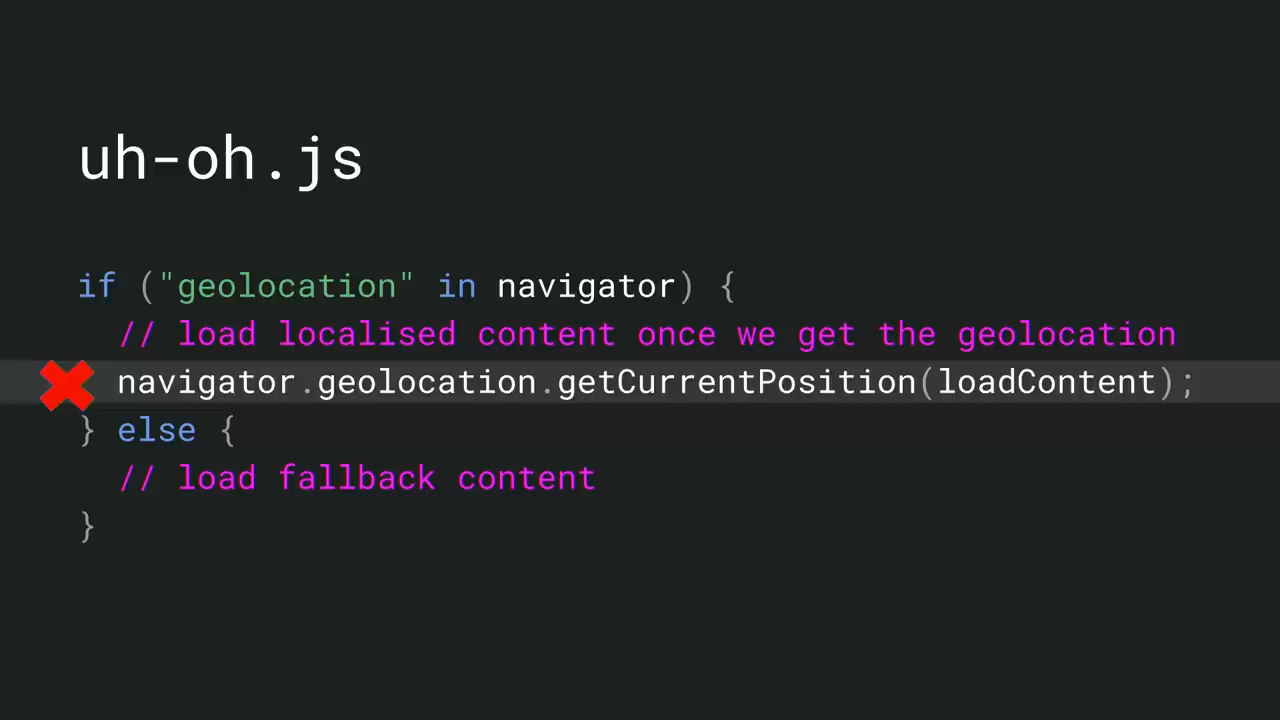 uh-oh.js
if ("geolocation" in navigator) {
// load localised content once we get the geolocation
navigator.geolocation.getCurrentPosition(loadContent);
} else {
// load fallback content
}